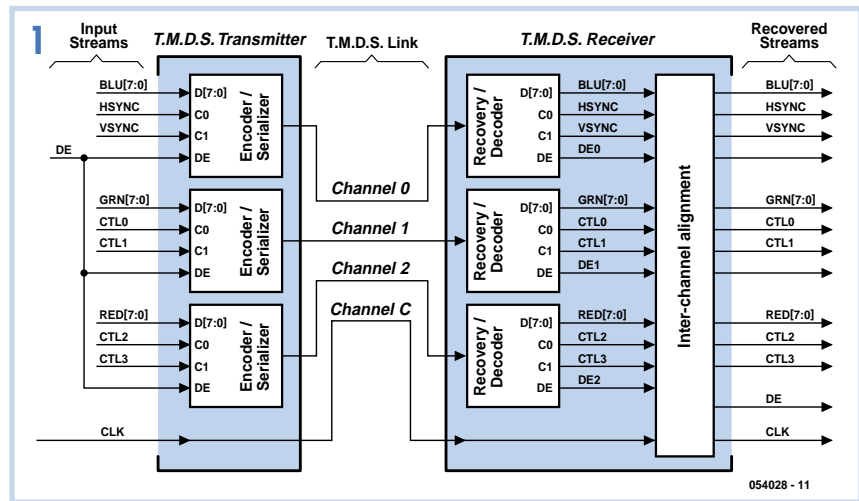 1
Input
Streams
T.M.D.S. Transmitter
T.M.D.S. Link
T.M.D.S. Receiver
Recovered
Streams
BLU[7:0]
HSYNC
VSYNC
DE
D[7:0]
C0
C1
DE
Encoder /
Serializer
Channel 0
Recovery /
Decoder
D[7:0]
C0
C1
DE
BLU[7:0]
HSYNC
VSYNC
DE0
BLU[7:0]
HSYNC
VSYNC
GRN[7:0]
CTL0
CTL1
D[7:0]
C0
C1
DE
Encoder /
Serializer
Channel 1
Recovery /
Decoder
D[7:0]
C0
C1
DE
GRN[7:0]
CTL0
CTL1
DE1
GRN[7:0]
CTL0
CTL1
RED[7:0]
CTL2
CTL3
D[7:0]
C0
C1
DE
Encoder /
Serializer
Channel 2
Channel C
Recovery /
Decoder
D[7:0]
C0
C1
DE
RED[7:0]
CTL2
CTL3
DE2
Inter-channel alignment
RED[7:0]
CTL2
CTL3
DE
CLK
CLK
054028 - 11